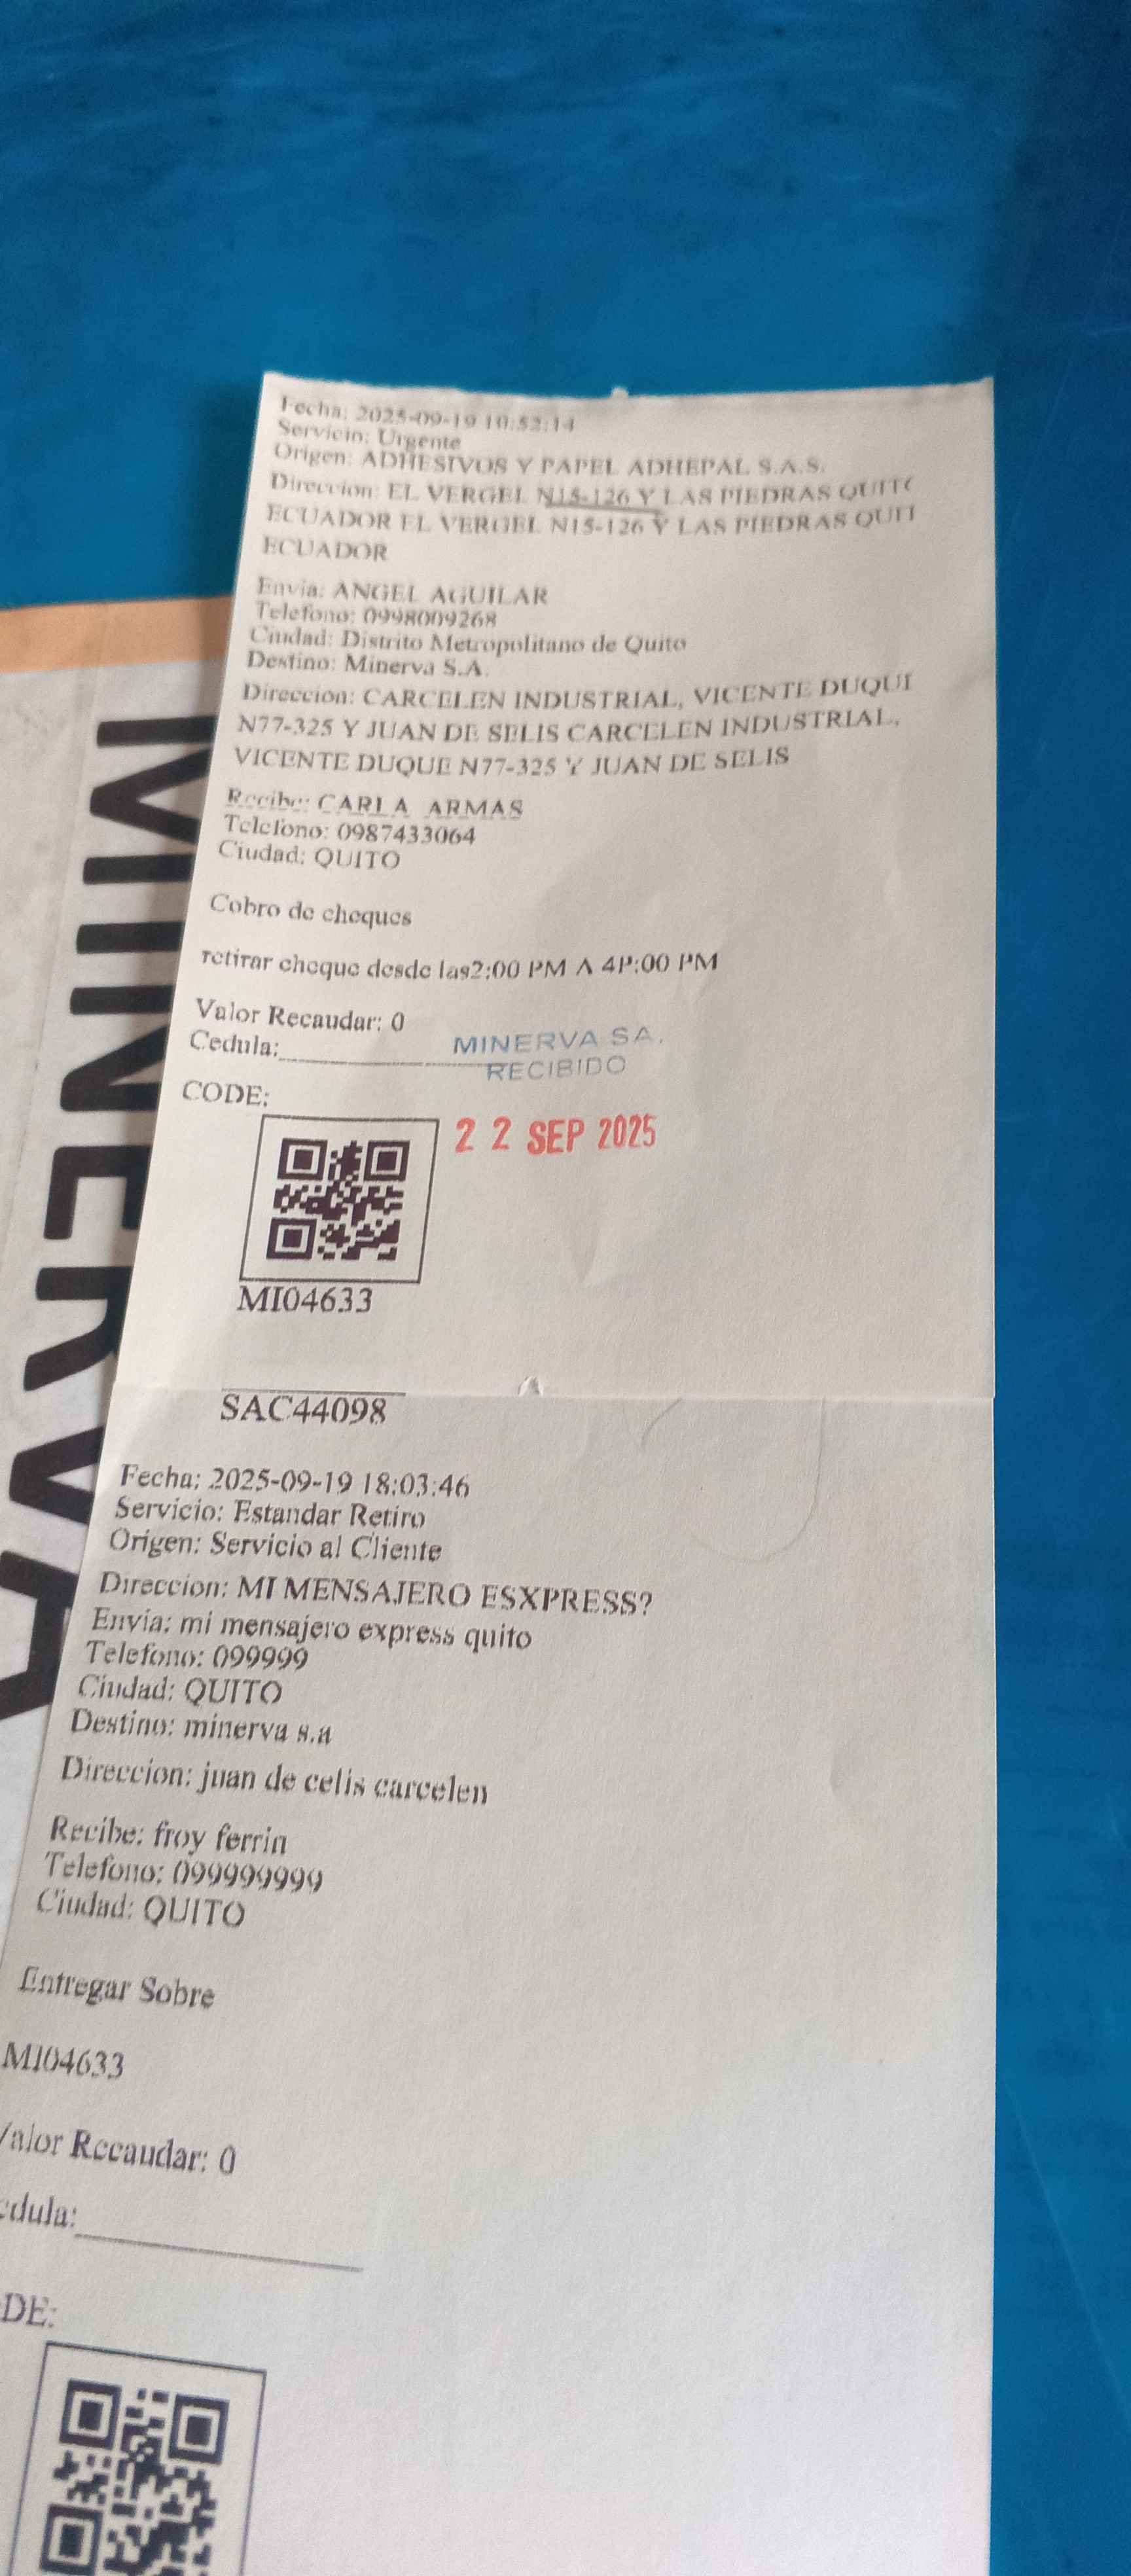 Fecha: 2025-09-19 10:52:14
Servicio: Urgente
Origen: ADHESIVOS Y PAPEL ADHEPAL S.A.S.
Direccion: EL VERGEL N15-126 Y LAS PIEDRAS QUITO
ECUADOR EL VERGEL N15-126 Y LAS PIEDRAS QUIT
ECUADOR
Envia: ANGEL AGUILAR
Telefono: 0998009268
Ciudad: Distrito Metropolitano de Quito
Destino: Minerva S.A.
Direccion: CARCELEN INDUSTRIAL, VICENTE DUQUE
N77-325 Y JUAN DE SELIS CARCELEN INDUSTRIAL,
VICENTE DUQUE N77-325 Y JUAN DE SELIS
Recibe: CARLA ARMAS
Telefono: 0987433064
Ciudad: QUITO
Cobro de cheques
retirar cheque desde las2:00 PM A 4P:00 PM
Valor Recaudar: 0
Cedula:
MINERVA SA.
RECIBIDO
CODE:
22 SEP 2025
MI04633
SAC44098
Fecha: 2025-09-19 18:03:46
Servicio: Estandar Retiro
Origen: Servicio al Cliente
Direccion: MI MENSAJERO ESXPRESS?
Envia: mi mensajero express quito
Telefono: 099999
Ciudad: QUITO
Destino: minerva s.a
Direccion: juan de celis carcelen
Recibe: froy ferrin
Telefono: 099999999
Ciudad: QUITO
Entregar Sobre
MI04633
Valor Recaudar: 0
edula:
DE:
MINERVA